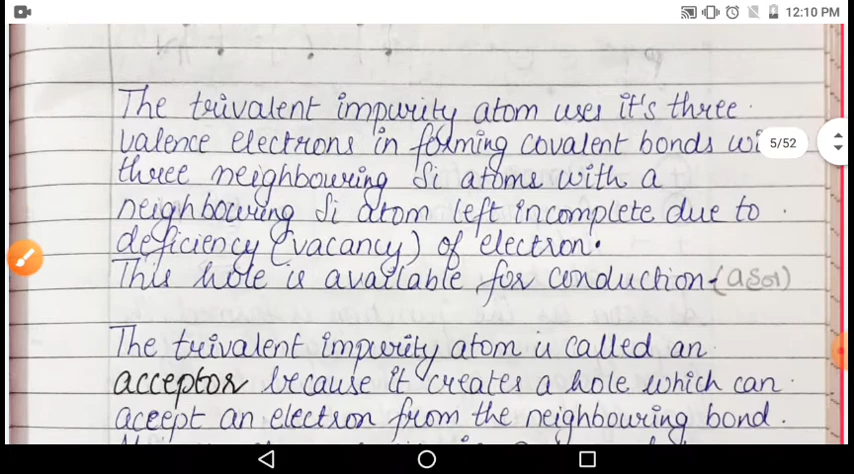 12:10 PM
The trivalent impurity atom uses it's three
valence electrons in forming covalent bonds wi
5/52
three neighbouring Si atoms with a
neighbouring Si atom left incomplete due to
deficiency (vacancy) of electron.
This hole is available for conduction.
The trivalent impurity atom is called an
acceptor because it creates a hole which can
accept an electron from the neighbouring bond.